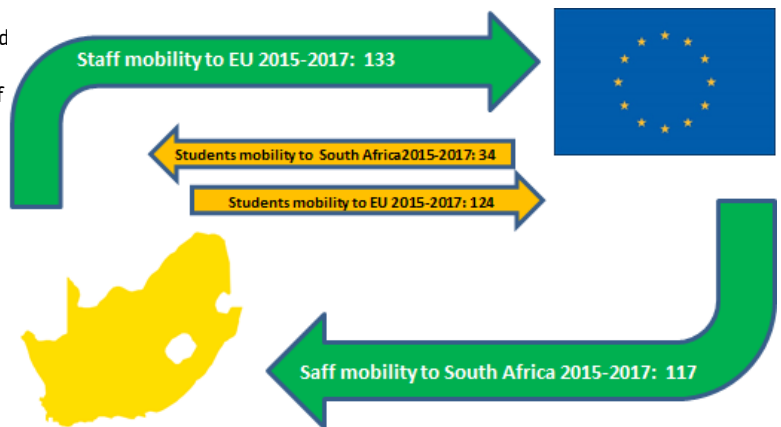 d
Staff mobility to EU 2015-2017: 133
f
Students mobility to South Africa2015-2017: 34
Students mobility to EU 2015-2017: 124
Saff mobility to South Africa 2015-2017: 117